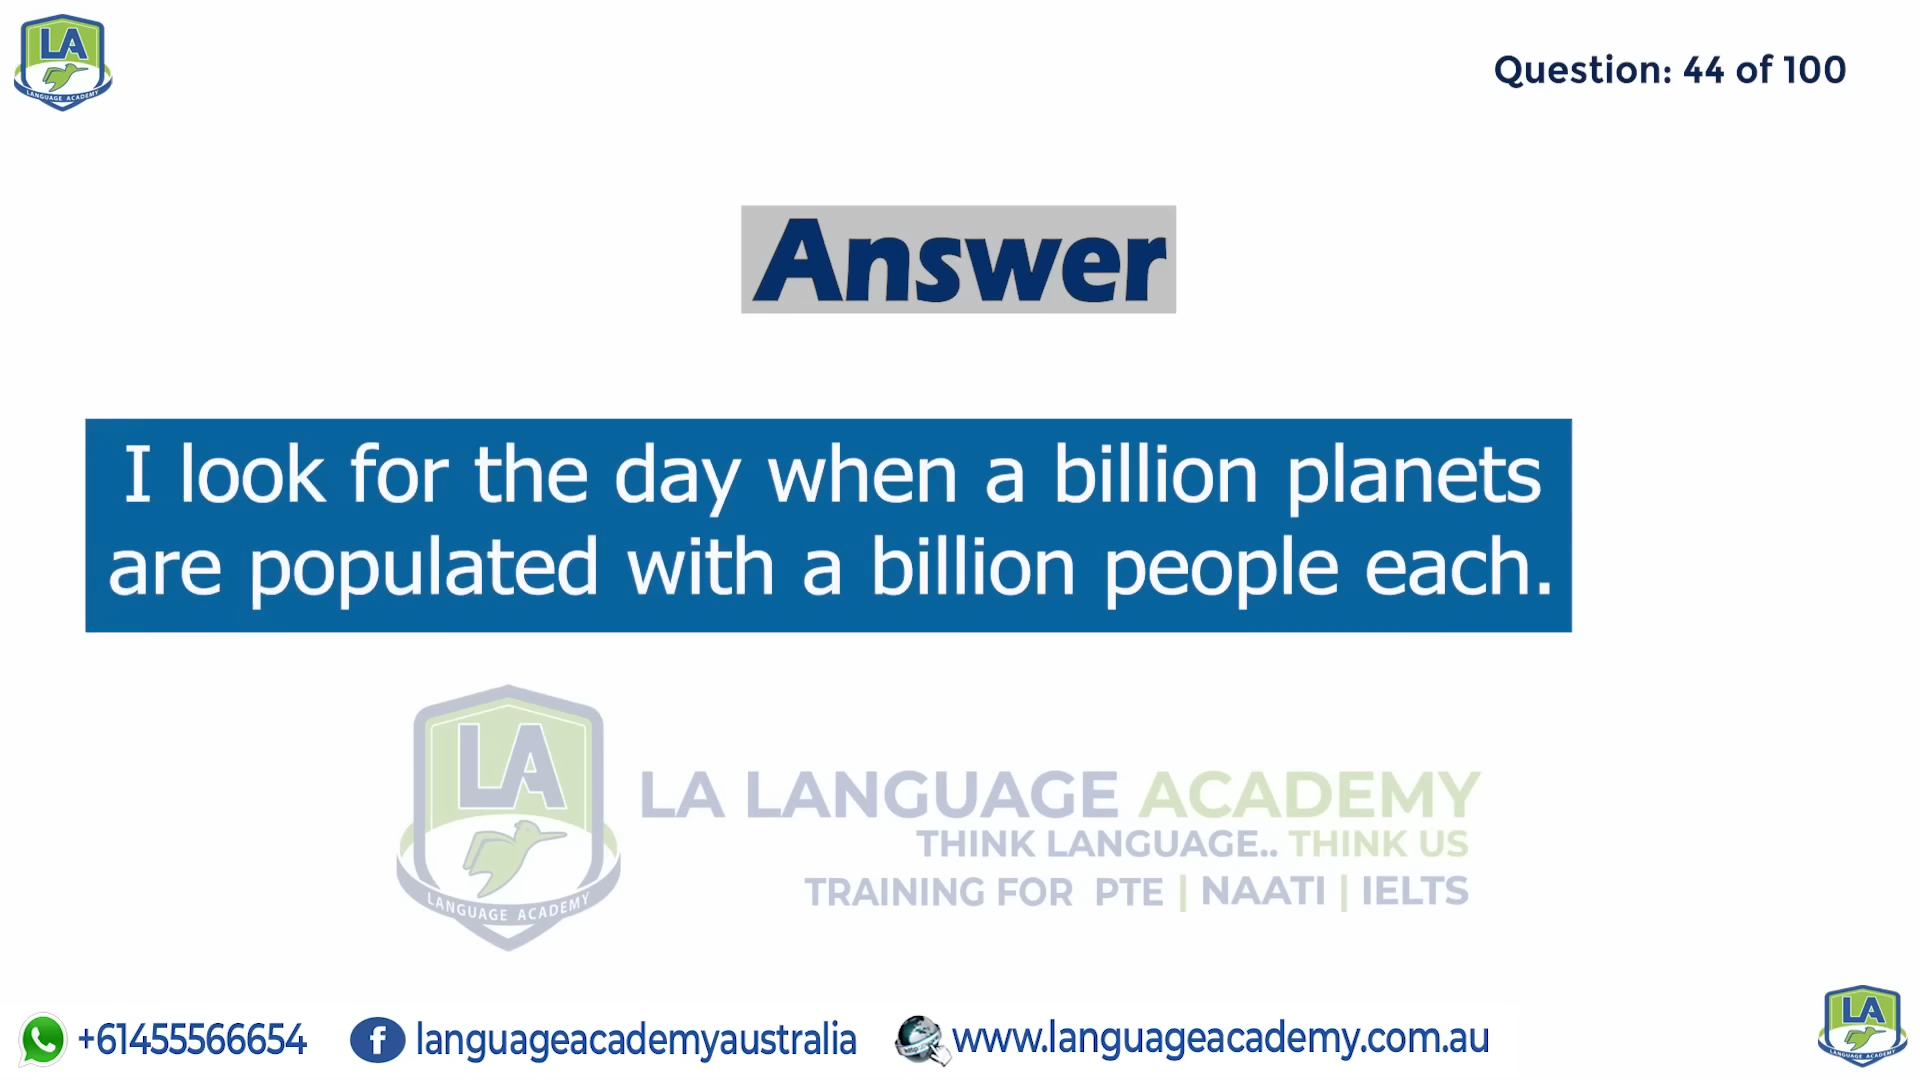 LA
LANGUAGE ACADEMY
Question: 44 of 100
Answer
I look for the day when a billion planets
are populated with a billion people each.
LA
LANGUAGE ACADEMY
LA LANGUAGE ACADEMY
THINK LANGUAGE.. THINK US
TRAINING FOR PTE | NAATI | IELTS
+61455566654
languageacademyaustralia
www.languageacademy.com.au
LA
LANGUAGE ACADEMY